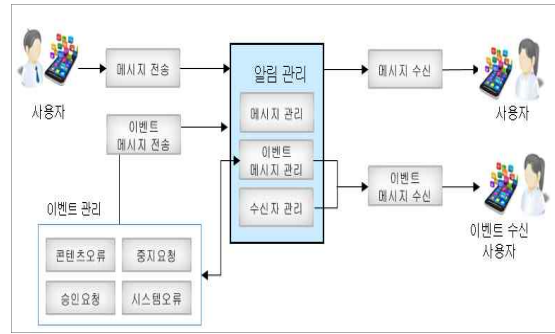 사용자
메시지 전송
이벤트
메시지 전송
이벤트 관리
콘텐츠오류
중지요청
승인요청
시스템오류
알림 관리
메시지 관리
이벤트
메시지 관리
수신자 관리
메시지 수신
사용자
이벤트
메시지 수신
이벤트 수신
사용자